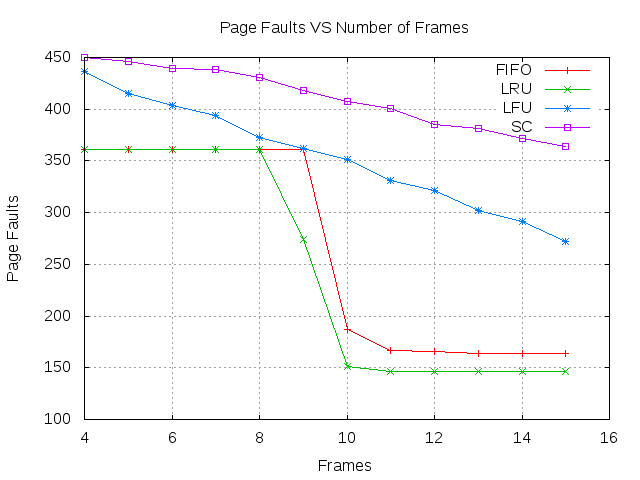 Page Faults VS Number of Frames
450
400
350
300
250
200
150
100
Page Faults
FIFO
LRU
LFU
SC
4 6 8 10 12 14 16
Frames